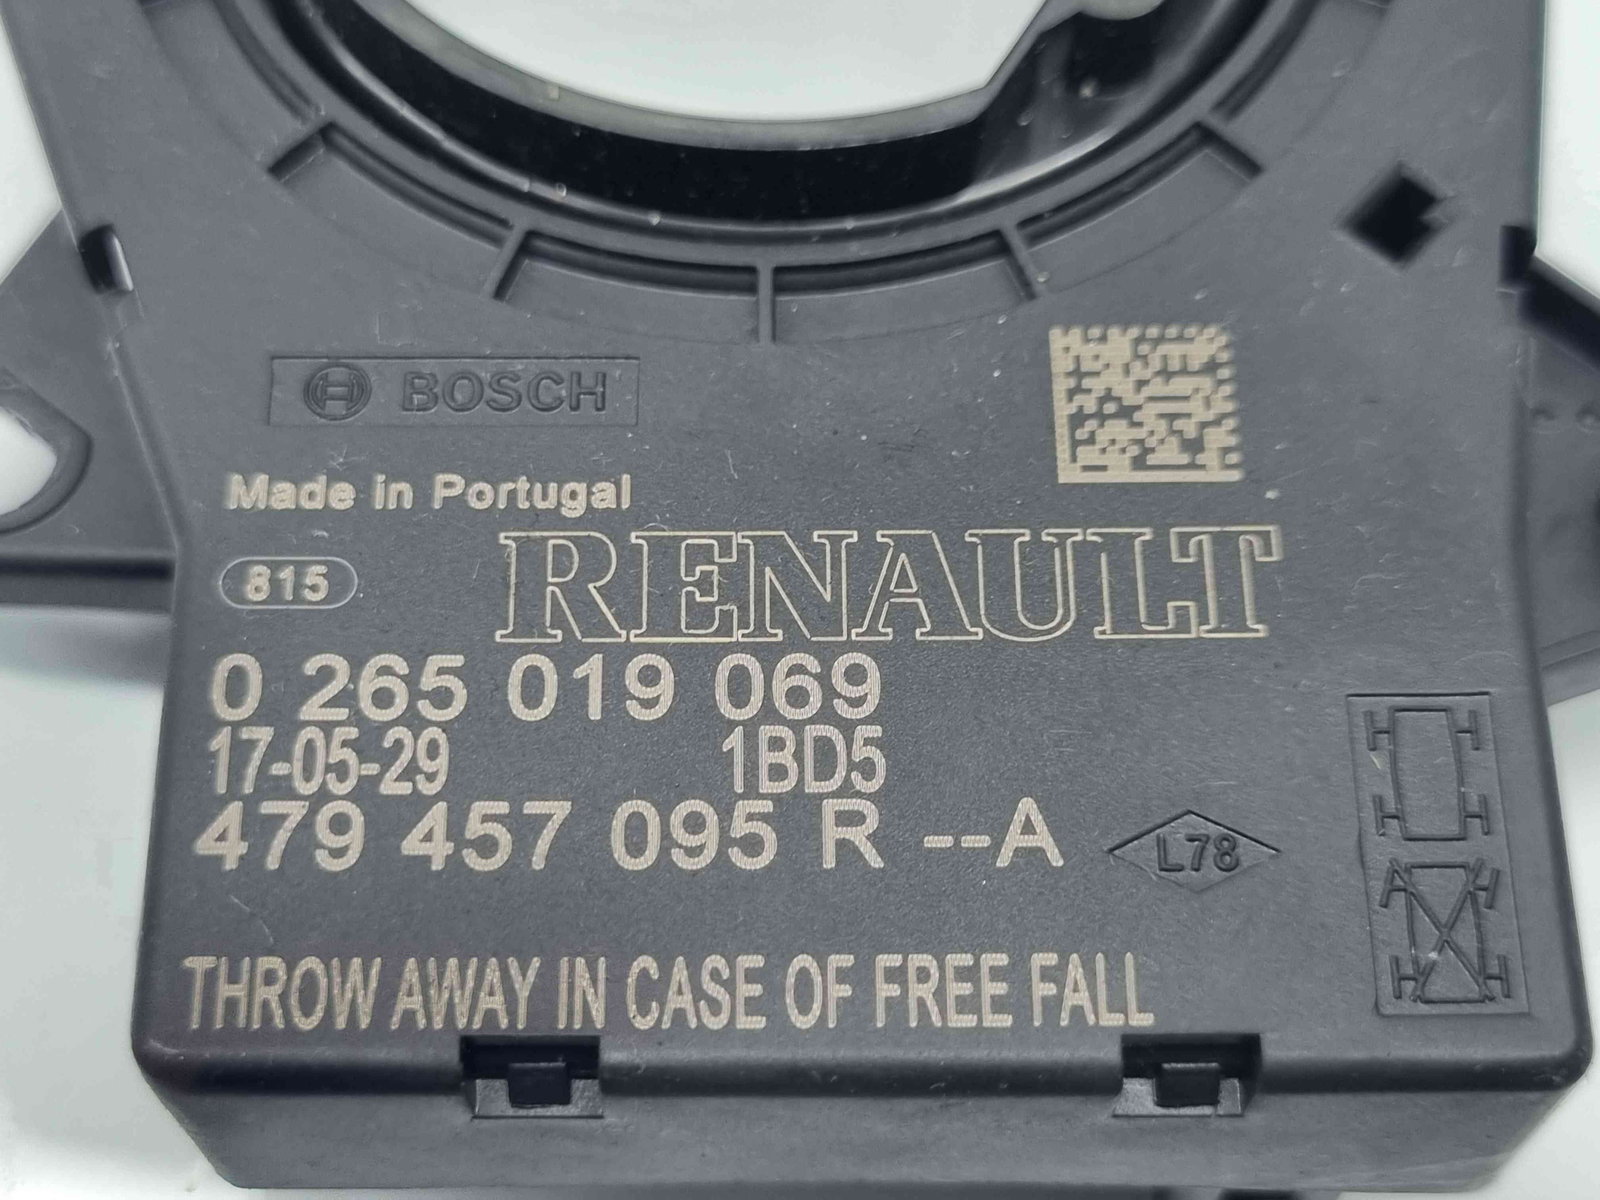 BOSCH
Made in Portugal
815
RENAULT
0 265 019 069
17-05-29 1BD5
479 457 095 R --A
L78
THROW AWAY IN CASE OF FREE FALL